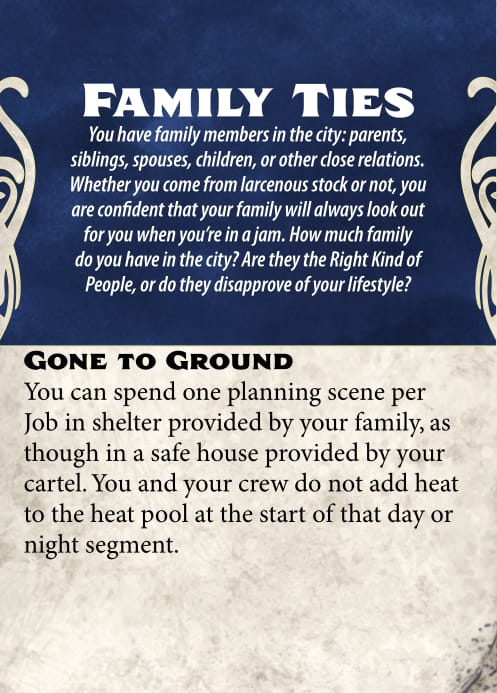 Family Ties
You have family members in the city: parents,
siblings, spouses, children, or other close relations.
Whether you come from larcenous stock or not, you
are confident that your family will always look out
for you when you're in a jam. How much family
do you have in the city? Are they the Right Kind of
People, or do they disapprove of your lifestyle?
Gone to Ground
You can spend one planning scene per
Job in shelter provided by your family, as
though in a safe house provided by your
cartel. You and your crew do not add heat
to the heat pool at the start of that day or
night segment.